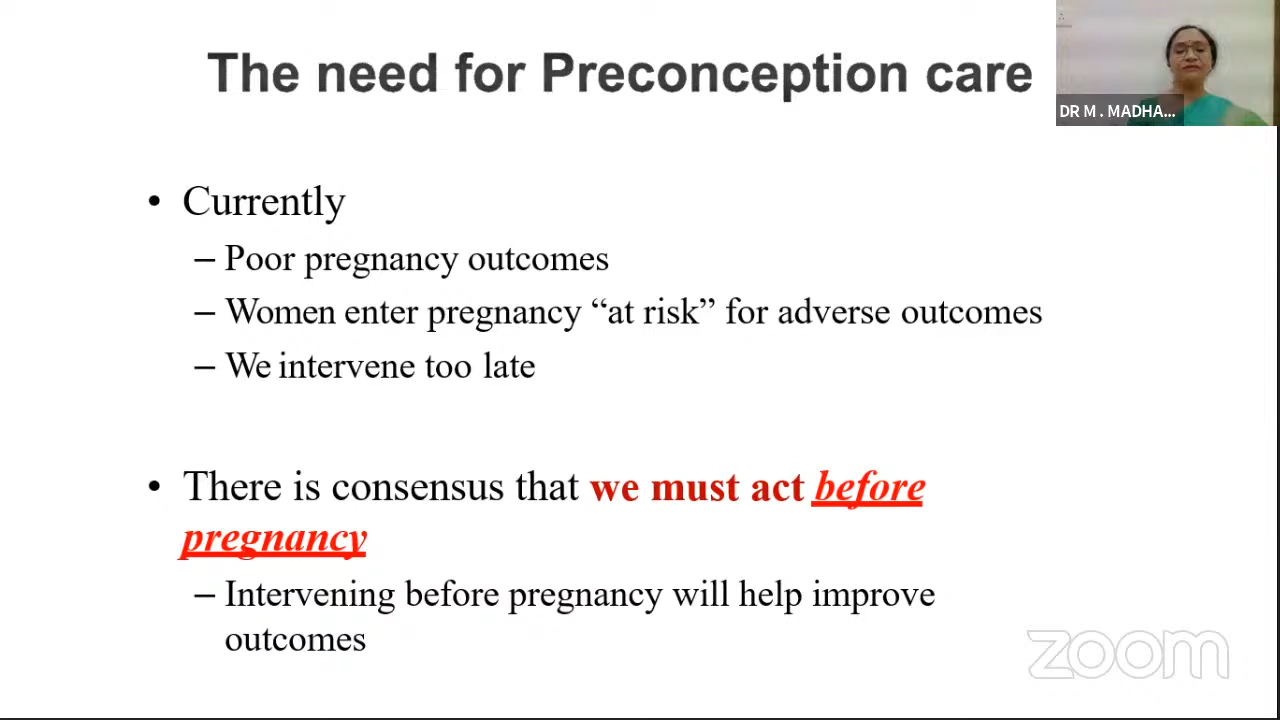 The need for Preconception care
DR M . MADHA...
• Currently
– Poor pregnancy outcomes
– Women enter pregnancy “at risk” for adverse outcomes
– We intervene too late
• There is consensus that we must act before
pregnancy
– Intervening before pregnancy will help improve
outcomes
zoom